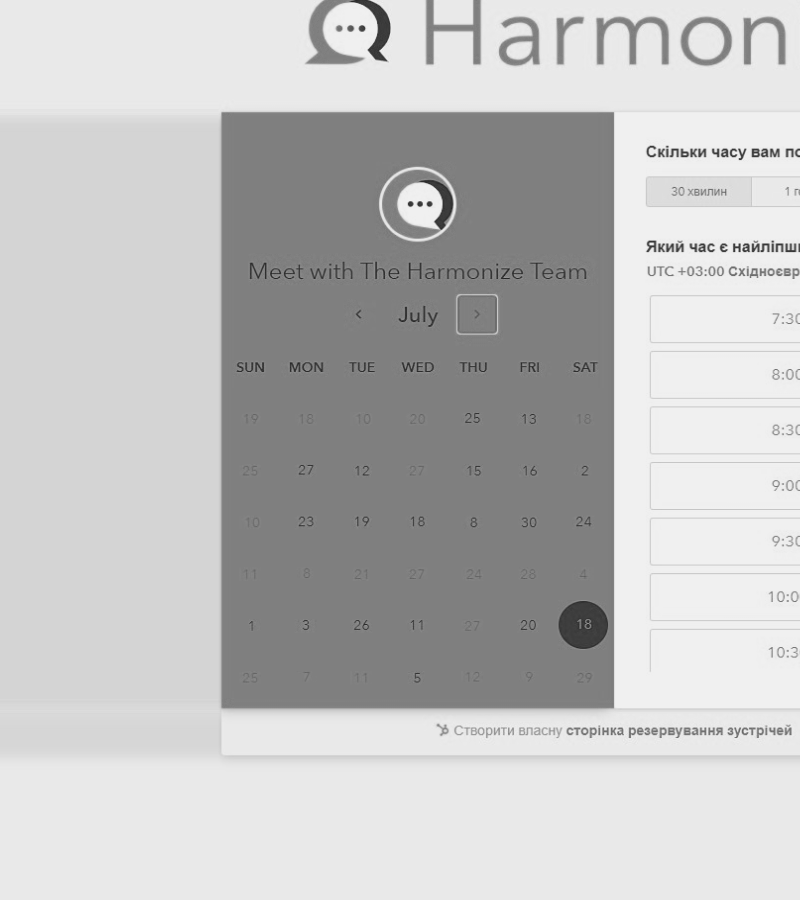 Harmon
Meet with The Harmonize Team
July
SUN MON TUE WED THU FRI SAT
19 18 10 20 25 13 18
25 27 12 27 15 16 2
10 23 19 18 8 30 24
11 8 21 27 24 28 4
1 3 26 11 27 20 18
25 7 11 5 12 9 29
Скільки часу вам по
30 хвилин 1 го
Який час є найліпши
UTC +03:00 Східноєвр
7:30
8:00
8:30
9:00
9:30
10:0
10:3
Створити власну сторінка резервування зустрічей